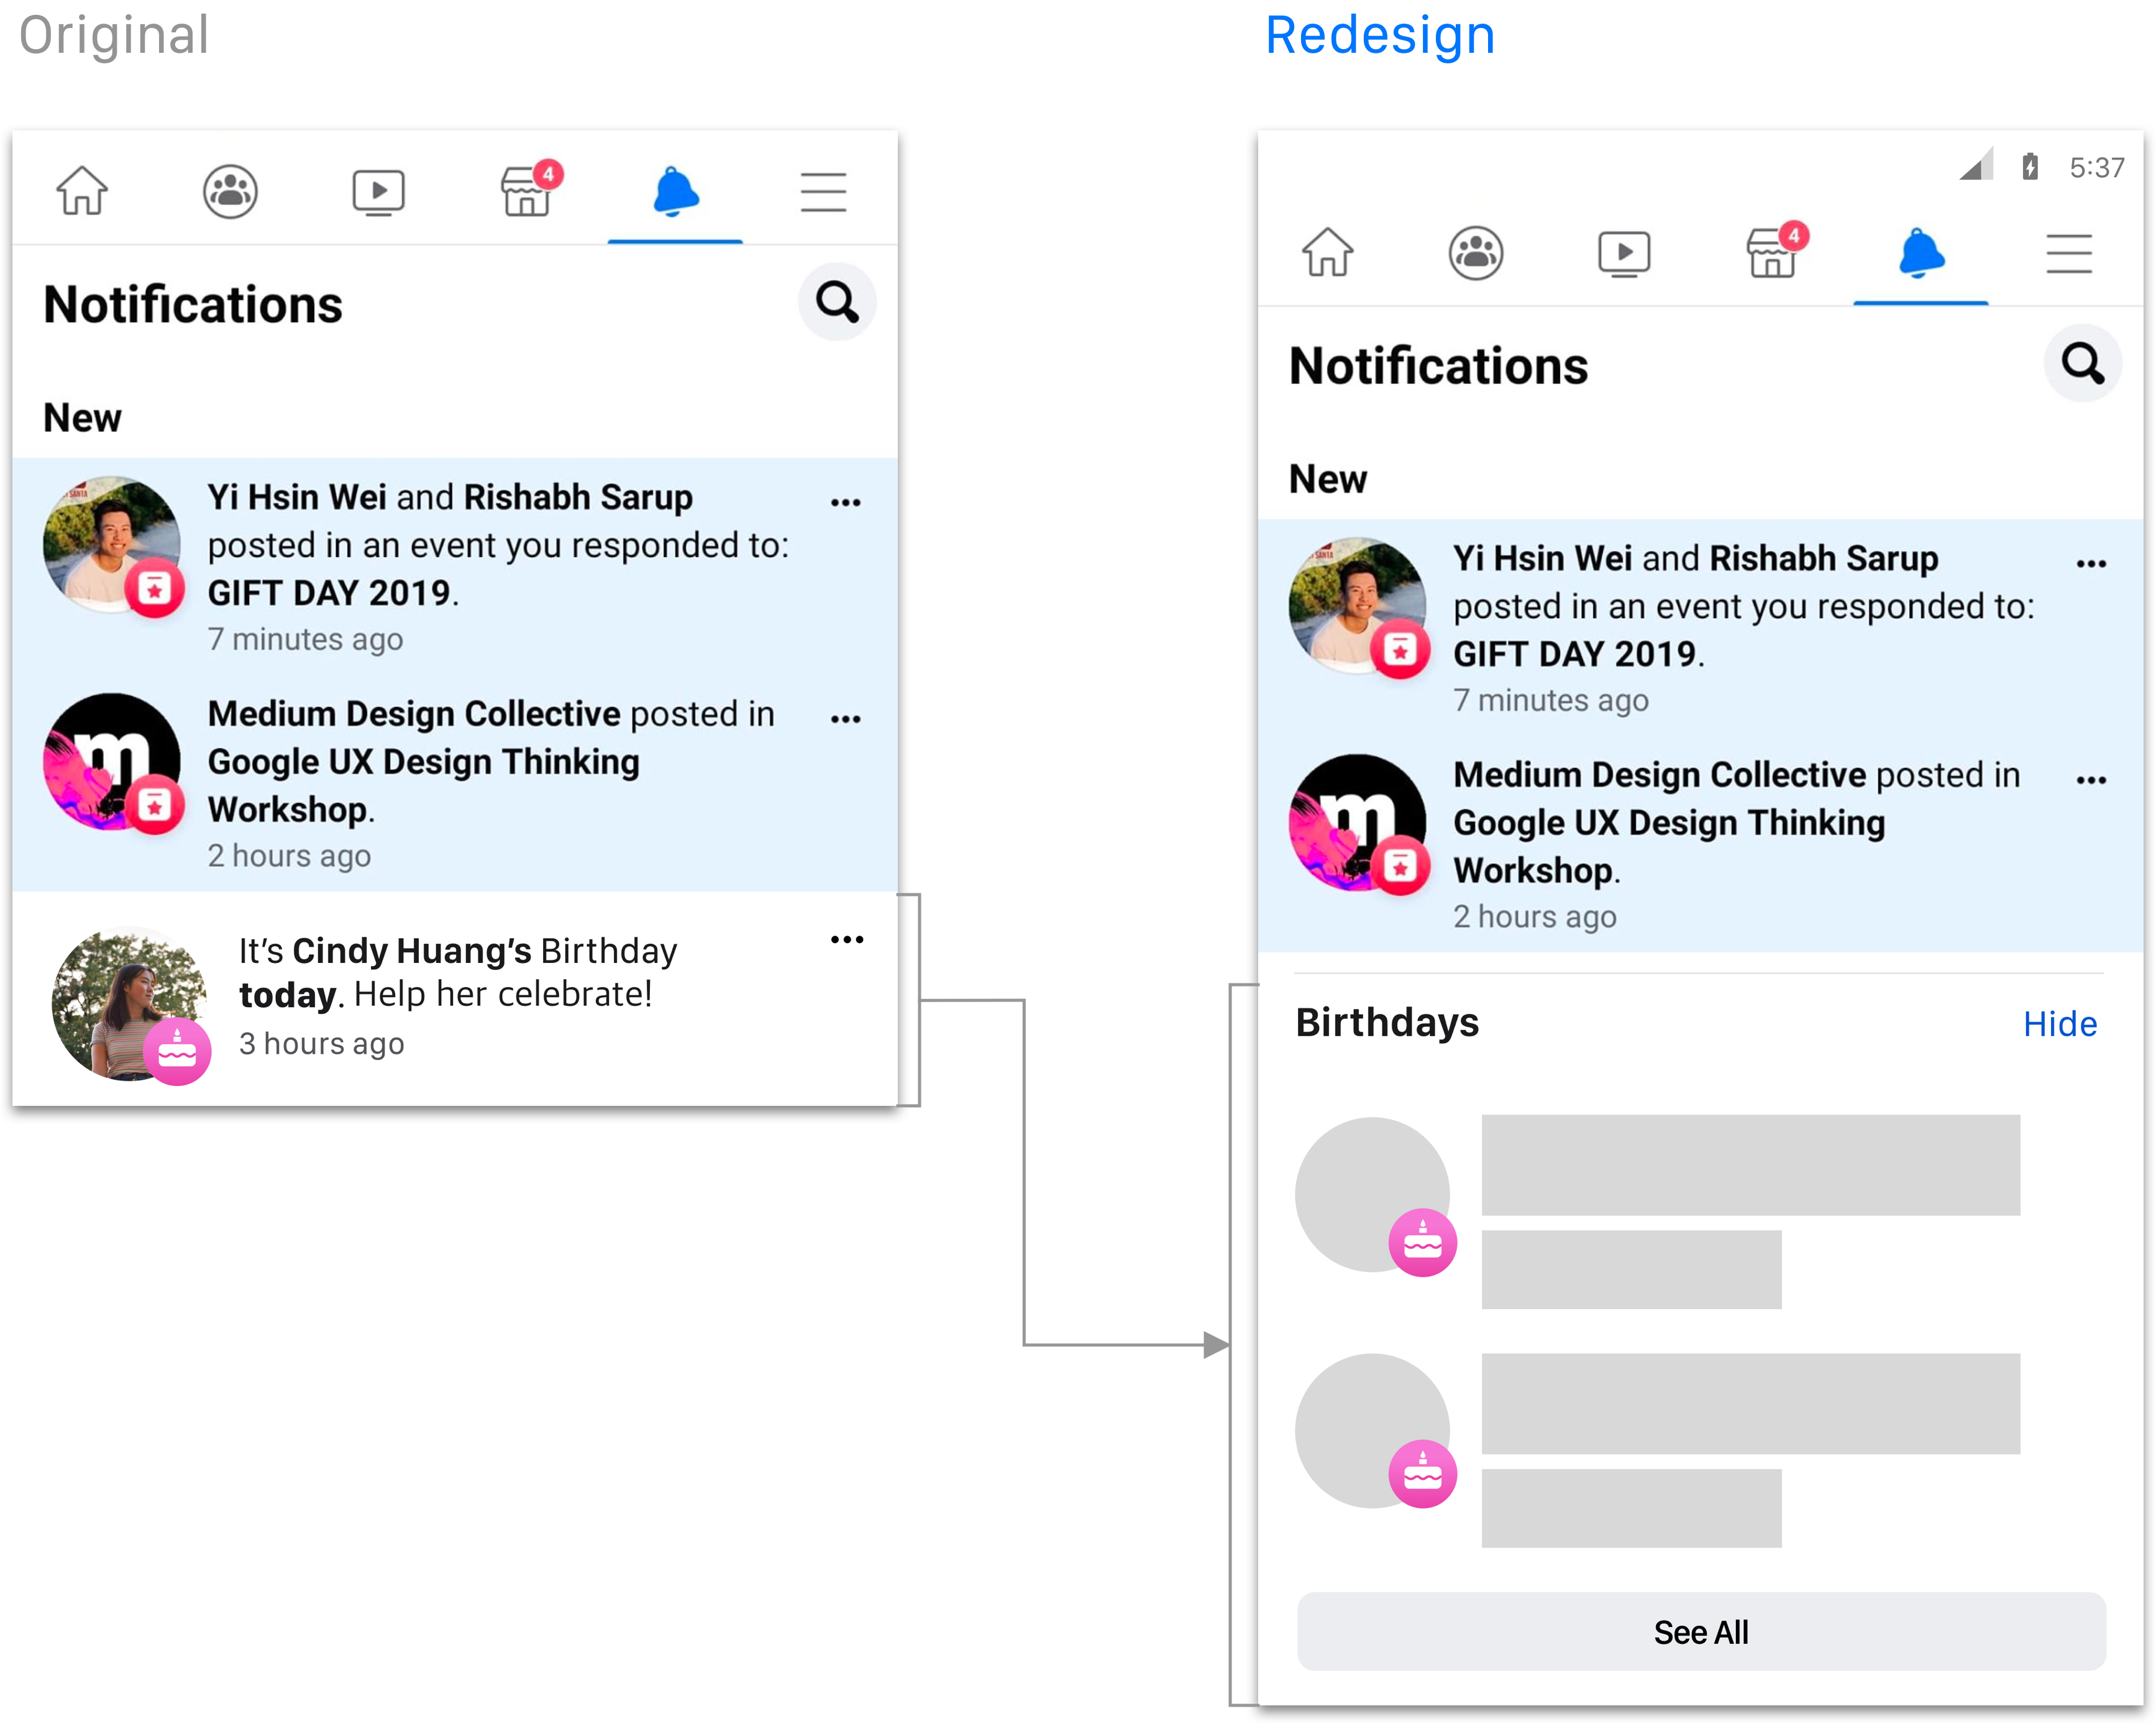 Original
4
Notifications
New
Yi Hsin Wei and Rishabh Sarup
posted in an event you responded to:
GIFT DAY 2019.
7 minutes ago
m
Medium Design Collective posted in
Google UX Design Thinking
Workshop.
2 hours ago
It's Cindy Huang's Birthday
today. Help her celebrate!
3 hours ago
Redesign
5:37
4
Notifications
New
SANTA
Yi Hsin Wei and Rishabh Sarup
posted in an event you responded to:
GIFT DAY 2019.
7 minutes ago
m
Medium Design Collective posted in
Google UX Design Thinking
Workshop.
2 hours ago
Birthdays
Hide
See All